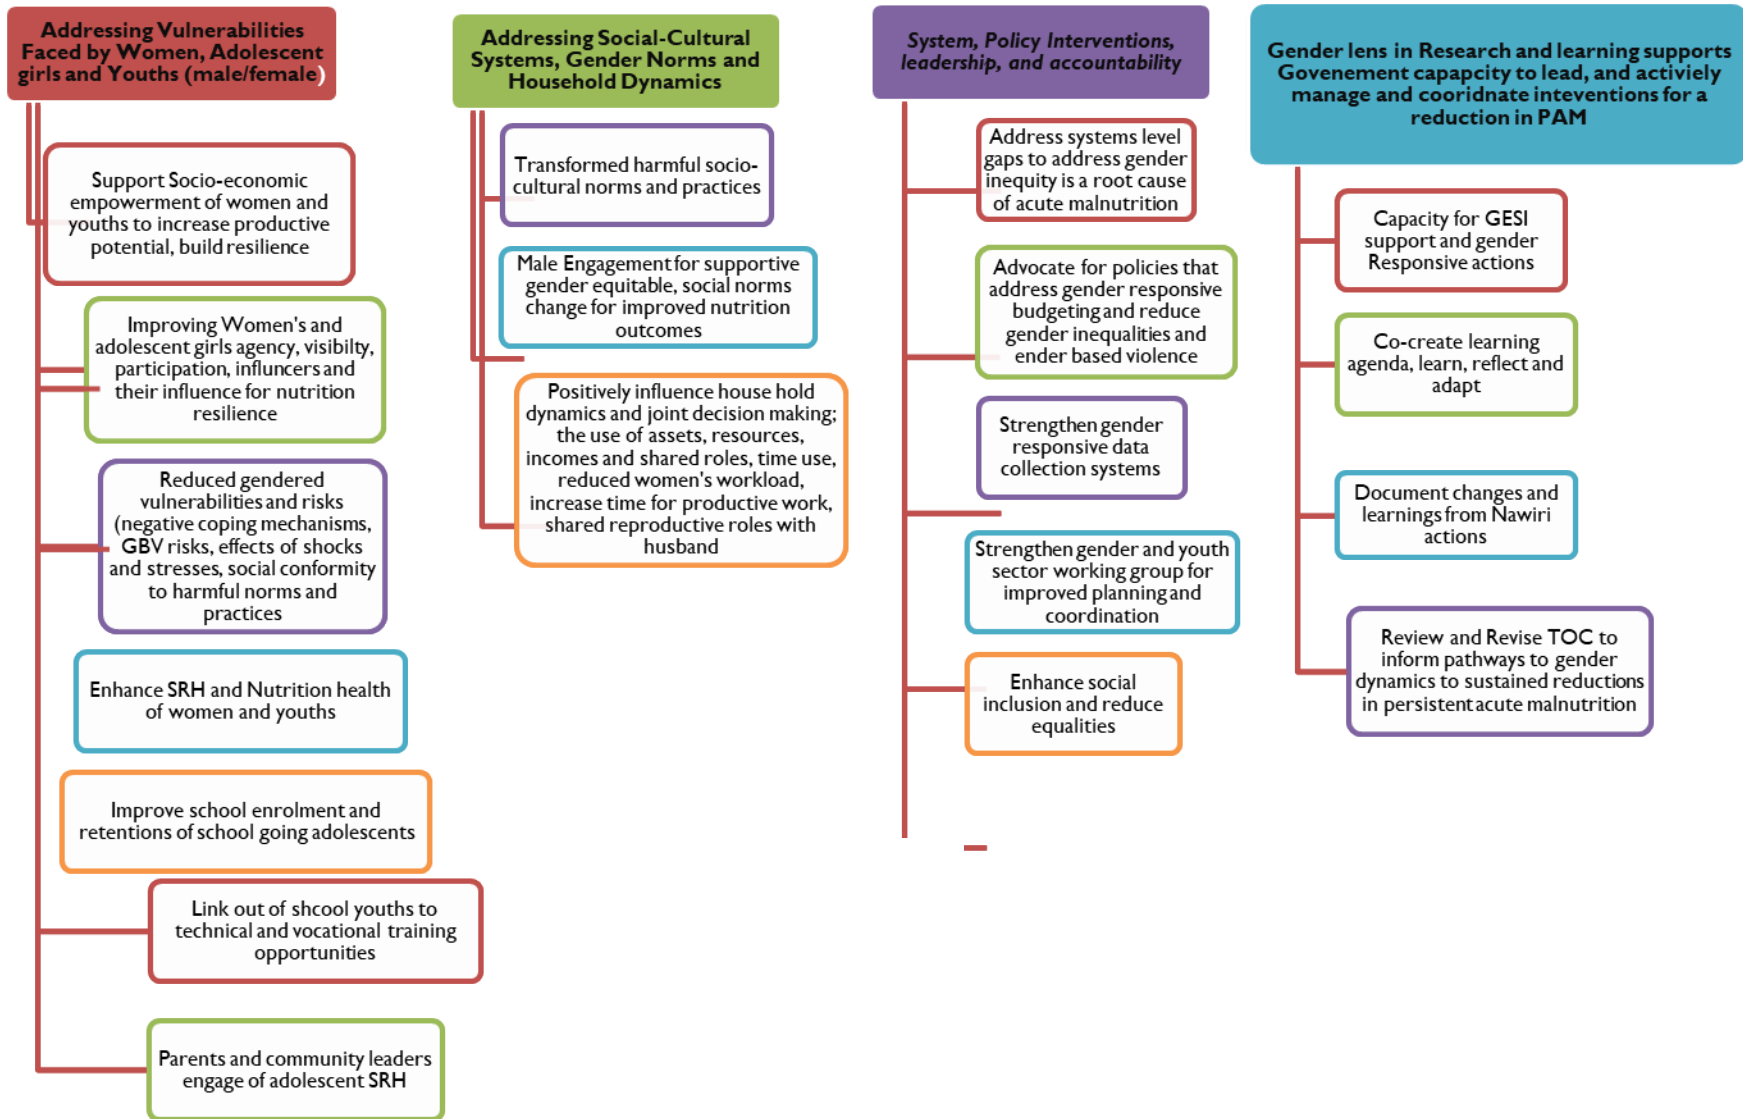 Addressing Vulnerabilities
Faced by Women, Adolescent
girls and Youths (male/female)
Support Socio-economic
empowerment of women and
youths to increase productive
potential, build resilience
Improving Women's and
adolescent girls agency, visibilty,
participation, influncers and
their influence for nutrition
resilience
Reduced gendered
vulnerabilities and risks
(negative coping mechanisms,
GBV risks, effects of shocks
and stresses, social conformity
to harmful norms and
practices
Enhance SRH and Nutrition health
of women and youths
Improve school enrolment and
retentions of school going adolescents
Link out of shcool youths to
technical and vocational training
opportunities
Parents and community leaders
engage of adolescent SRH
Addressing Social-Cultural
Systems, Gender Norms and
Household Dynamics
Transformed harmful socio-
cultural norms and practices
Male Engagement for supportive
gender equitable, social norms
change for improved nutrition
outcomes
Positively influence house hold
dynamics and joint decision making;
the use of assets, resources,
incomes and shared roles, time use,
reduced women's workload,
increase time for productive work,
shared reproductive roles with
husband
System, Policy Interventions,
leadership, and accountability
Address systems level
gaps to address gender
inequity is a root cause
of acute malnutrition
Advocate for policies that
address gender responsive
budgeting and reduce
gender inequalities and
ender based violence
Strengthen gender
responsive data
collection systems
Strengthen gender and youth
sector working group for
improved planning and
coordination
Enhance social
inclusion and reduce
equalities
Gender lens in Research and learning supports
Govenement capapcity to lead, and activiely
manage and cooridnate inteventions for a
reduction in PAM
Capacity for GESI
support and gender
Responsive actions
Co-create learning
agenda, learn, reflect and
adapt
Document changes and
learnings from Nawiri
actions
Review and Revise TOC to
inform pathways to gender
dynamics to sustained reductions
in persistent acute malnutrition